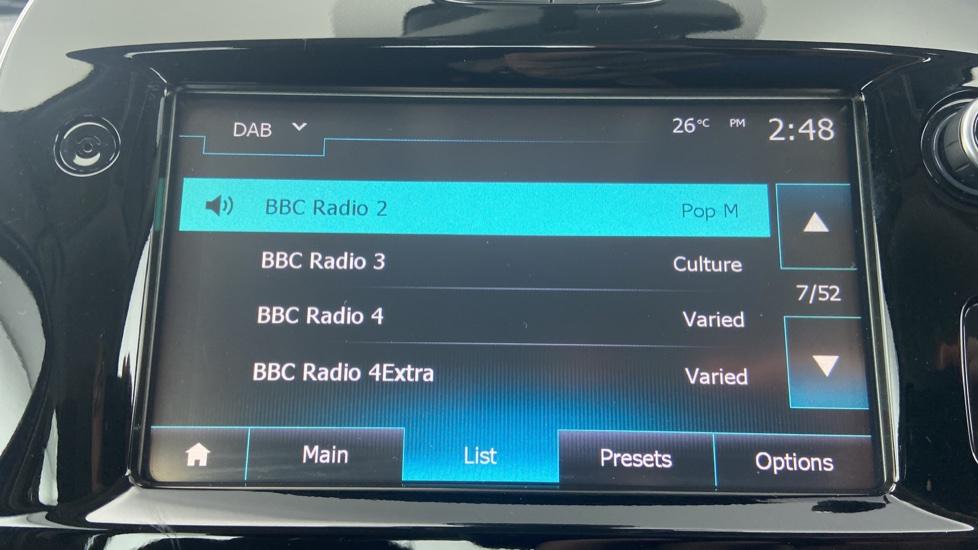 DAB 26°C PM 2:48
BBC Radio 2 Pop M
BBC Radio 3 Culture
7/52
BBC Radio 4 Varied
BBC Radio 4Extra Varied
Main List Presets Options